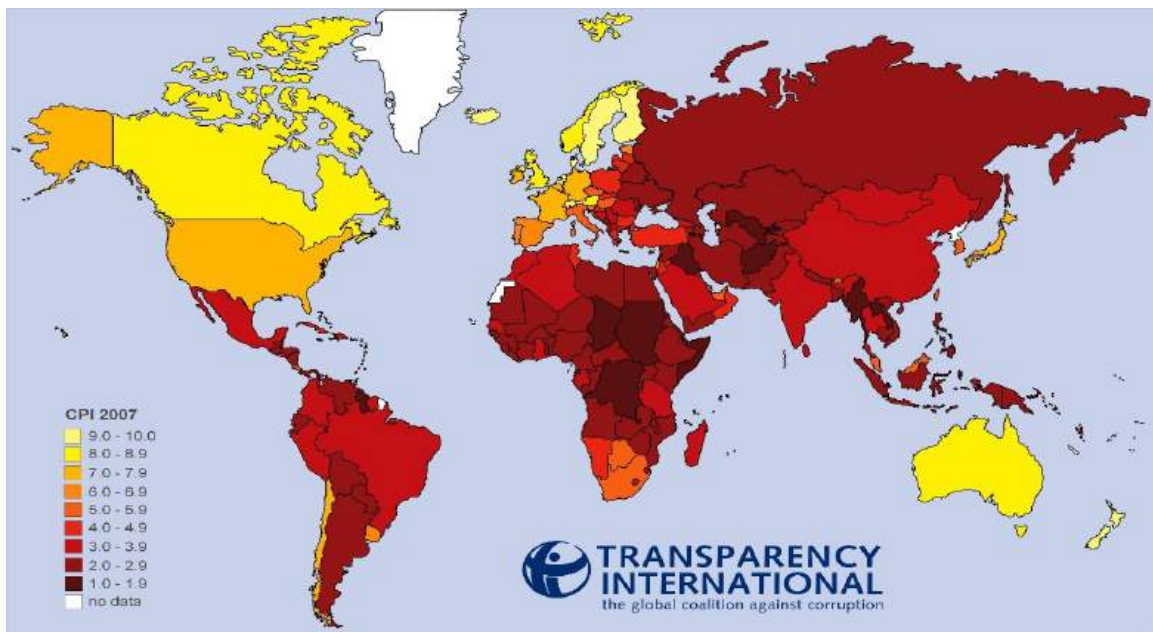 CPI 2007
9.0 - 10.0
8.0 - 8.9
7.0 - 7.9
6.0 - 6.9
5.0 - 5.9
4.0 - 4.9
3.0 - 3.9
2.0 - 2.9
1.0 - 1.9
no data
TRANSPARENCY
INTERNATIONAL
the global coalition against corruption